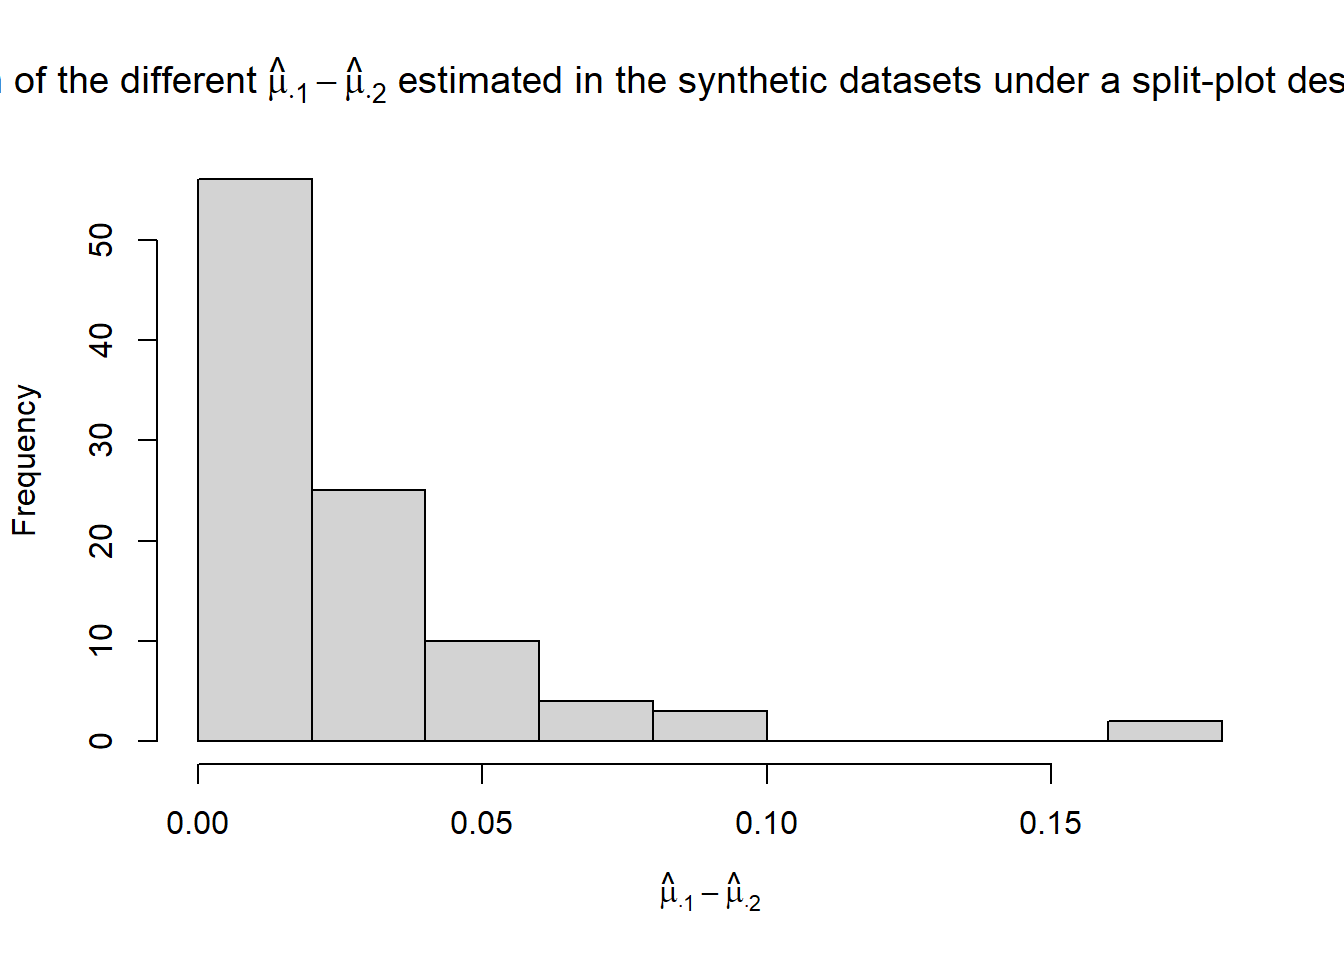 of the different μ̂.1 − μ̂.2 estimated in the synthetic datasets under a split-plot
Frequency
50
40
30
20
10
0
0.00 0.05 0.10 0.15
μ̂.1 − μ̂.2